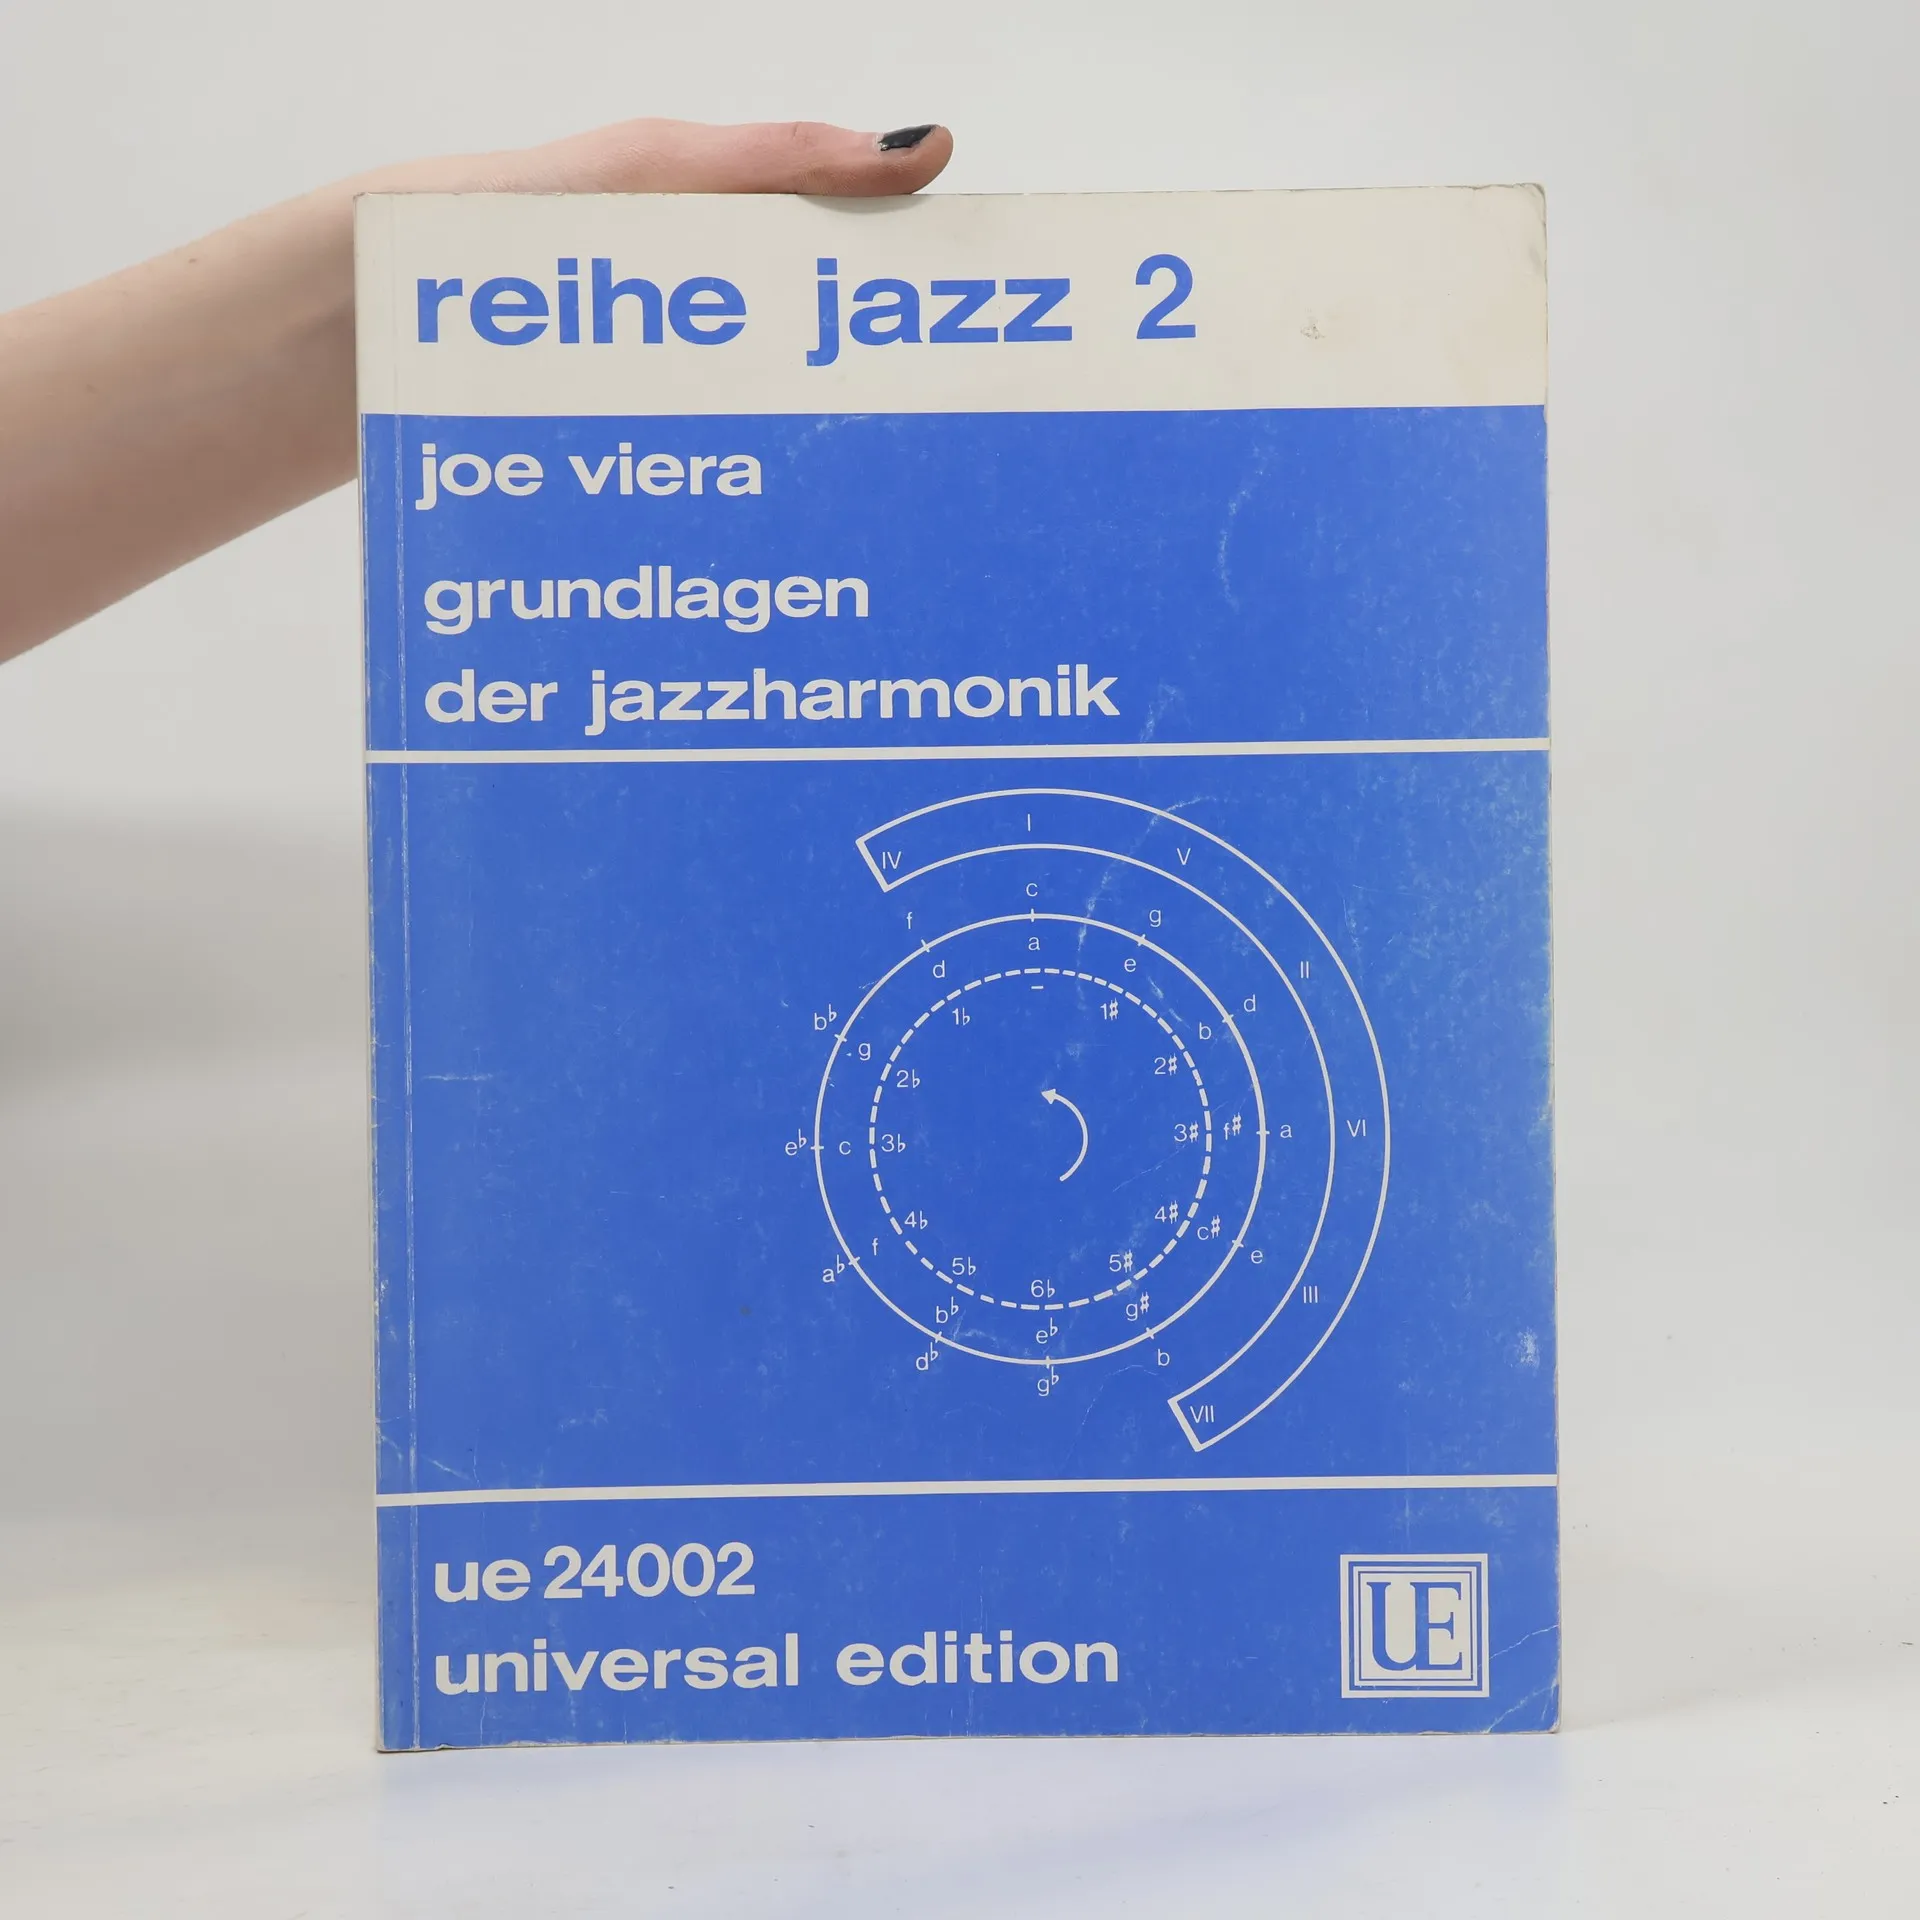 reihe jazz 2
joe viera
grundlagen
der jazzharmonik
I
IV
V
c
f
g
a
d
e
–
II
1♭
1♯
d
b♭
b
g
2♭
2♯
e♭
c
3♭
3♯
f♯
a
VI
4♭
4♯
c♯
a♭
f
e
5♭
5♯
6♭
III
b♭
g♯
d♭
e♭
b
g♭
VII
ue 24002
universal edition
UE